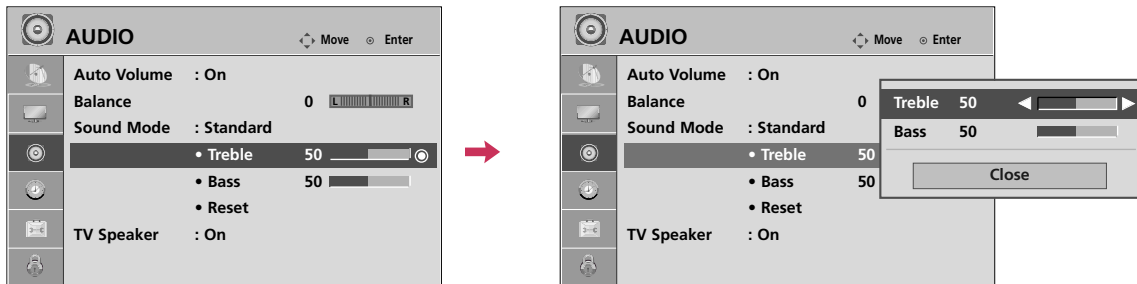 AUDIO Move Enter
Auto Volume : On
Balance 0 L R
Sound Mode : Standard
• Treble 50
• Bass 50
• Reset
TV Speaker : On
AUDIO Move Enter
Auto Volume : On
Balance 0
Sound Mode : Standard
• Treble 50
• Bass 50
• Reset
TV Speaker : On
Treble 50
Bass 50
Close